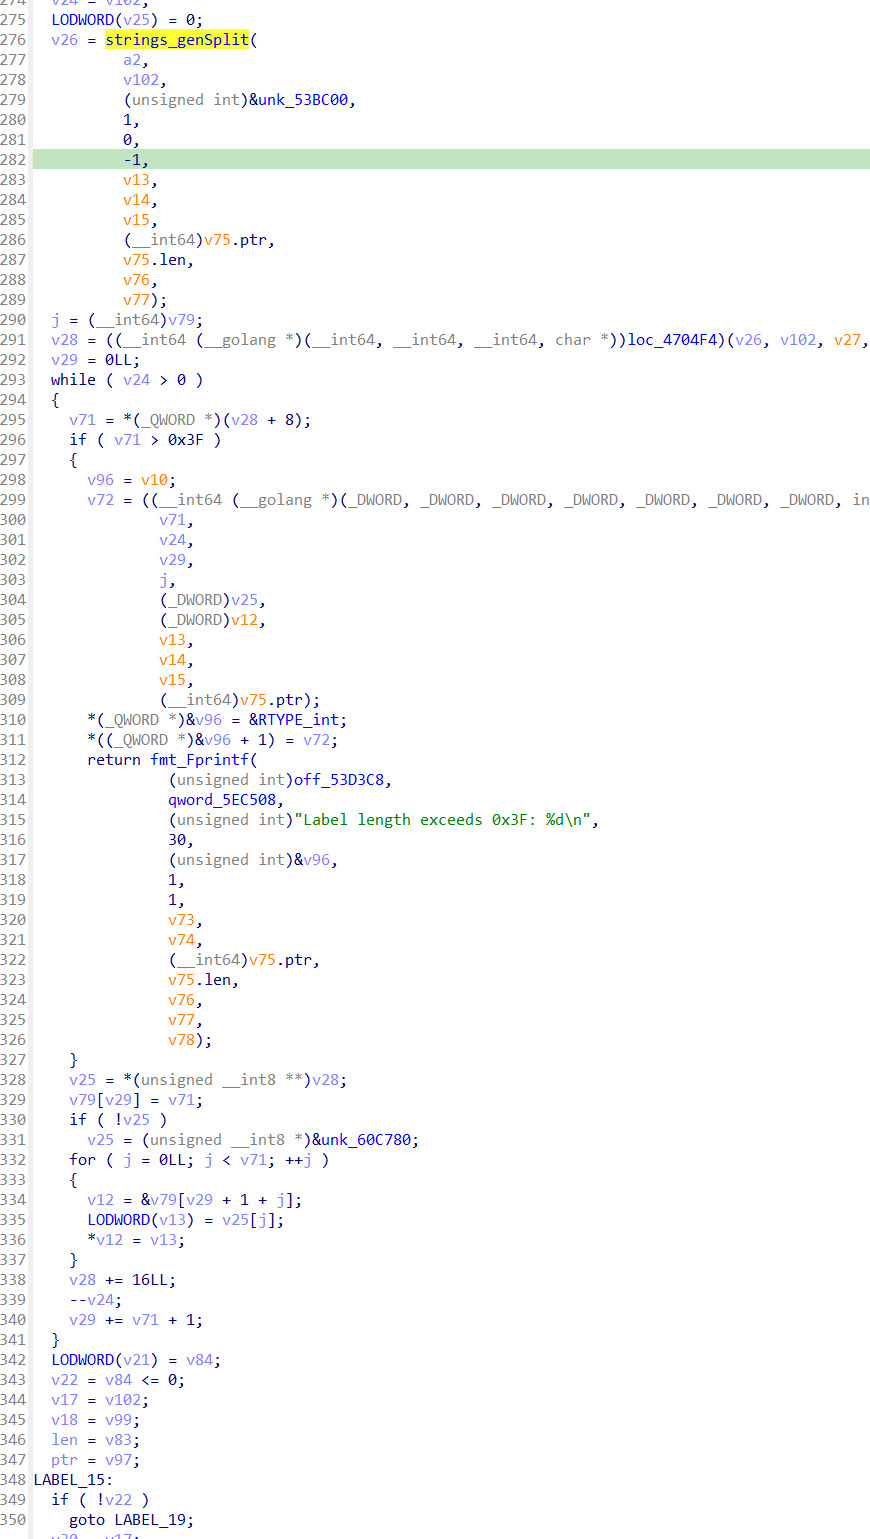 275 LODWORD(v25) = 0;
276 v26 = strings_genSplit(
277 a2,
278 v102,
279 (unsigned int)&unk_53BC00,
280 1,
281 0,
282 -1,
283 v13,
284 v14,
285 v15,
286 (__int64)v75.ptr,
287 v75.len,
288 v76,
289 v77);
290 j = (__int64)v79;
291 v28 = ((__int64 (__golang *)(__int64, __int64, __int64, char *))loc_4704F4)(v26, v102, v27,
292 v29 = 0LL;
293 while ( v24 > 0 )
294 {
295 v71 = *(_QWORD *)(v28 + 8);
296 if ( v71 > 0x3F )
297 {
298 v96 = v10;
299 v72 = ((__int64 (__golang *)(_DWORD, _DWORD, _DWORD, _DWORD, _DWORD, _DWORD, _DWORD, in
300 v71,
301 v24,
302 v29,
303 j,
304 (_DWORD)v25,
305 (_DWORD)v12,
306 v13,
307 v14,
308 v15,
309 (__int64)v75.ptr);
310 *(_QWORD *)&v96 = &RTYPE_int;
311 *((_QWORD *)&v96 + 1) = v72;
312 return fmt_Fprintf(
313 (unsigned int)off_53D3C8,
314 qword_5EC508,
315 (unsigned int)"Label length exceeds 0x3F: %d\n",
316 30,
317 (unsigned int)&v96,
318 1,
319 1,
320 v73,
321 v74,
322 (__int64)v75.ptr,
323 v75.len,
324 v76,
325 v77,
326 v78);
327 }
328 v25 = *(unsigned __int8 **)v28;
329 v79[v29] = v71;
330 if ( !v25 )
331 v25 = (unsigned __int8 *)&unk_60C780;
332 for ( j = 0LL; j < v71; ++j )
333 {
334 v12 = &v79[v29 + 1 + j];
335 LODWORD(v13) = v25[j];
336 *v12 = v13;
337 }
338 v28 += 16LL;
339 --v24;
340 v29 += v71 + 1;
341 }
342 LODWORD(v21) = v84;
343 v22 = v84 <= 0;
344 v17 = v102;
345 v18 = v99;
346 len = v83;
347 ptr = v97;
348 LABEL_15:
349 if ( !v22 )
350 goto LABEL_19;